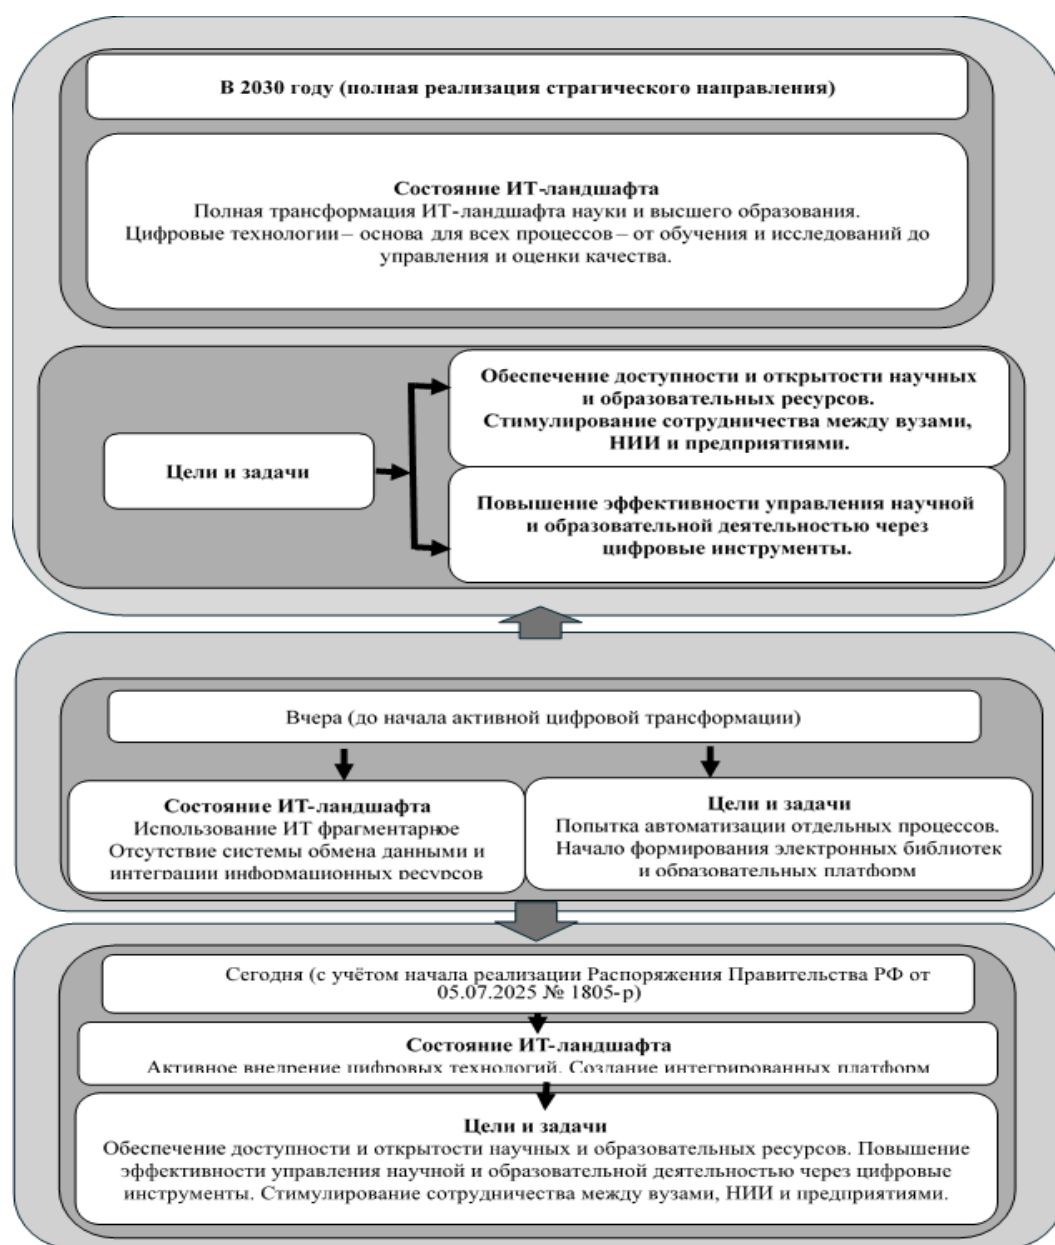 В 2030 году (полная реализация страгического направления)
Состояние ИТ-ландшафта
Полная трансформация ИТ-ландшафта науки и высшего образования.
Цифровые технологии – основа для всех процессов – от обучения и исследований до
управления и оценки качества.
Цели и задачи
Обеспечение доступности и открытости научных
и образовательных ресурсов.
Стимулирование сотрудничества между вузами,
НИИ и предприятиями.
Повышение эффективности управления научной
и образовательной деятельностью через
цифровые инструменты.
Вчера (до начала активной цифровой трансформации)
Состояние ИТ-ландшафта
Использование ИТ фрагментарное
Отсутствие системы обмена данными и
интеграции информационных ресурсов
Цели и задачи
Попытка автоматизации отдельных процессов.
Начало формирования электронных библиотек
и образовательных платформ
Сегодня (с учётом начала реализации Распоряжения Правительства РФ от
05.07.2025 № 1805-р)
Состояние ИТ-ландшафта
Активное внедрение цифровых технологий. Создание интегрированных платформ
Цели и задачи
Обеспечение доступности и открытости научных и образовательных ресурсов. Повышение
эффективности управления научной и образовательной деятельностью через цифровые
инструменты. Стимулирование сотрудничества между вузами, НИИ и предприятиями.